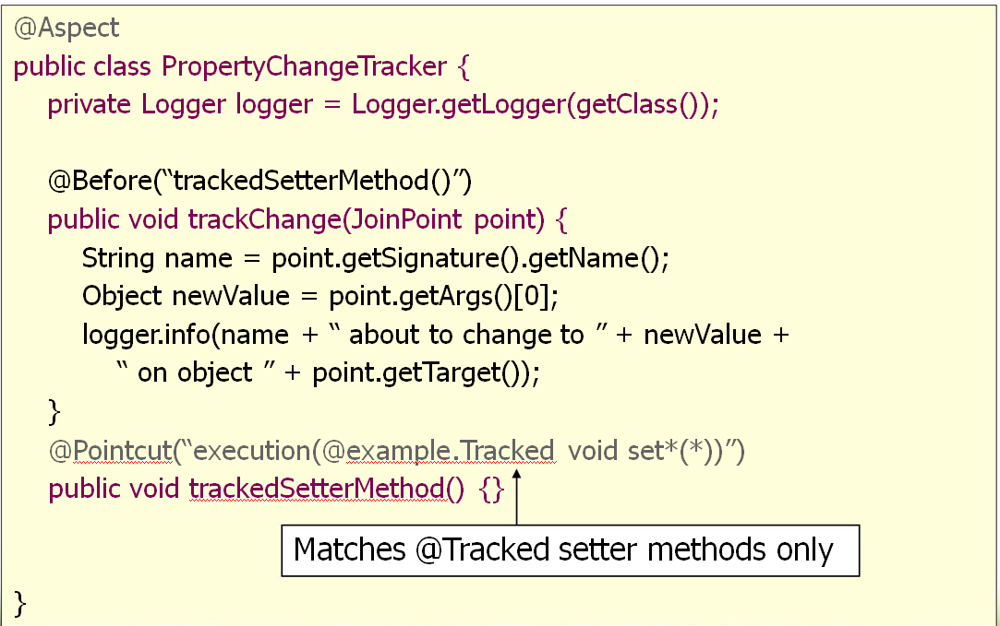 @Aspect
public class PropertyChangeTracker {
private Logger logger = Logger.getLogger(getClass());
@Before(“trackedSetterMethod()”)
public void trackChange(JoinPoint point) {
String name = point.getSignature().getName();
Object newValue = point.getArgs()[0];
logger.info(name + “ about to change to ” + newValue +
“ on object ” + point.getTarget());
}
@Pointcut(“execution(@example.Tracked void set*(*))”)
public void trackedSetterMethod() {}
Matches @Tracked setter methods only
}